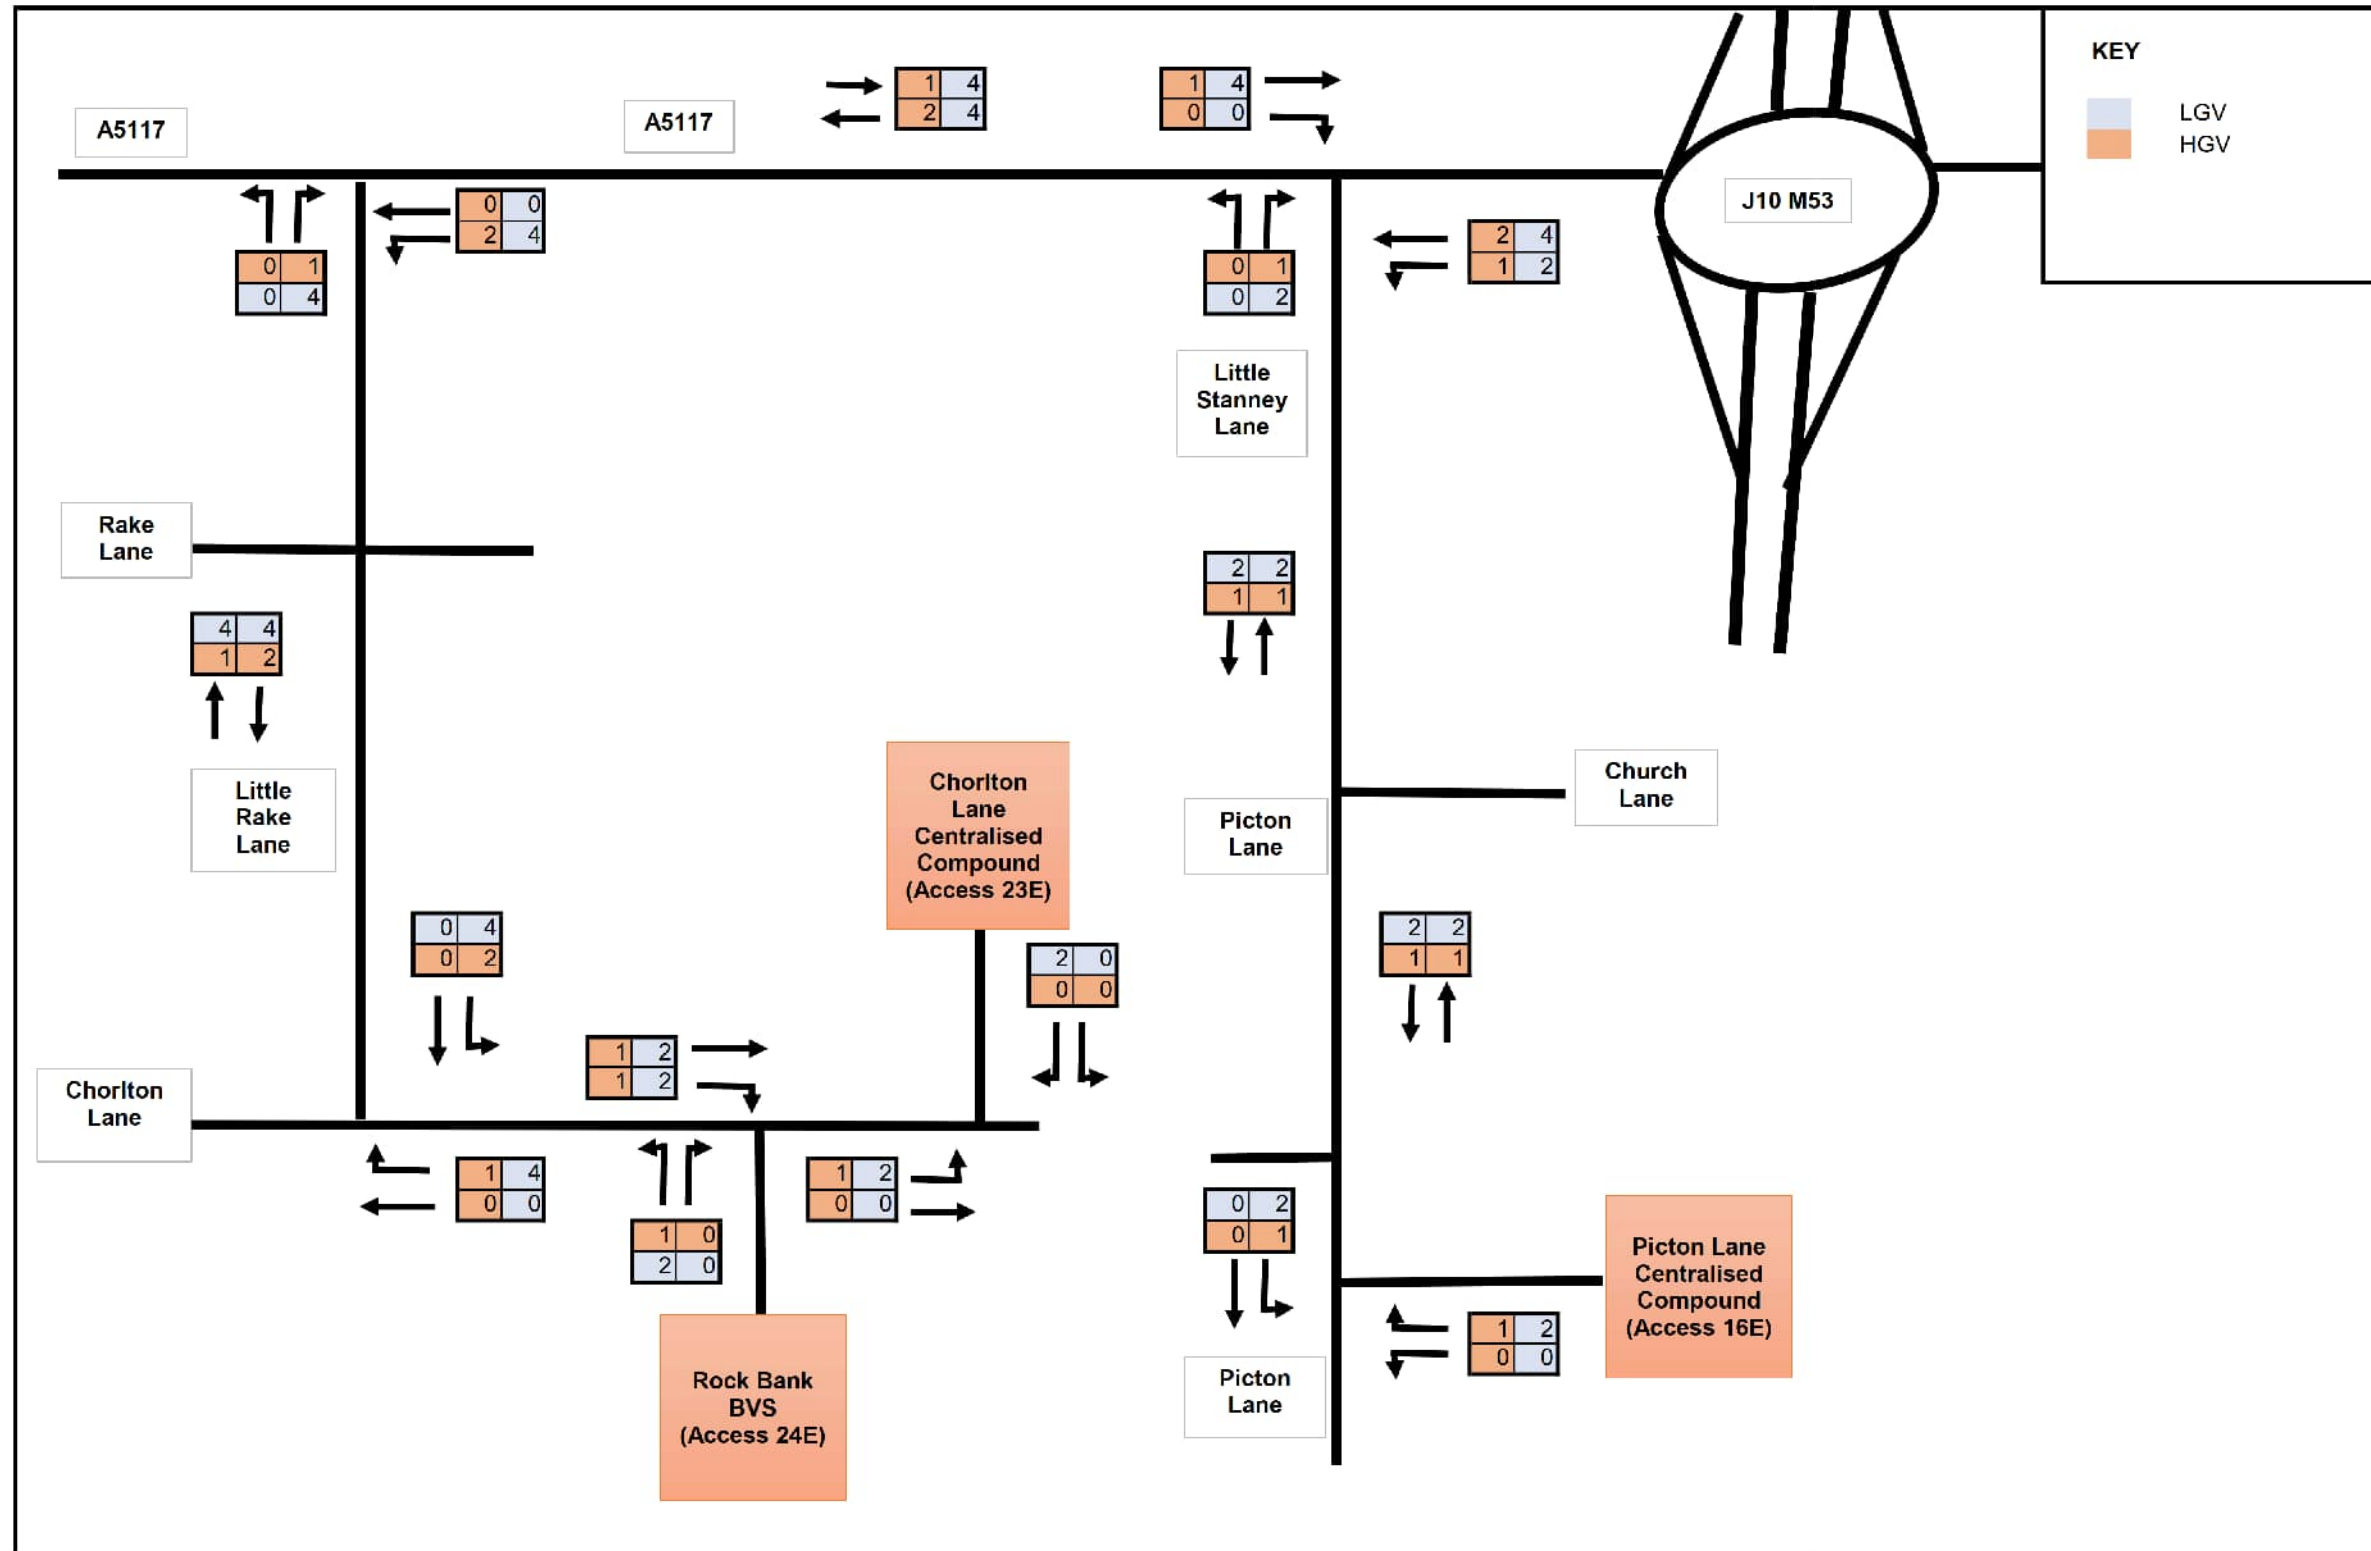 KEY
LGV
HGV
A5117
A5117
1 4
2 4
1 4
0 0
J10 M53
0 0
2 4
0 1
0 4
0 1
0 2
2 4
1 2
Little
Stanney
Lane
Rake
Lane
2 2
1 1
4 4
1 2
Little
Rake
Lane
Chorlton
Lane
Centralised
Compound
(Access 23E)
Picton
Lane
Church
Lane
0 4
0 2
2 0
0 0
2 2
1 1
1 2
1 2
Chorlton
Lane
1 4
0 0
1 0
2 0
1 2
0 0
0 2
0 1
Picton Lane
Centralised
Compound
(Access 16E)
1 2
0 0
Rock Bank
BVS
(Access 24E)
Picton
Lane